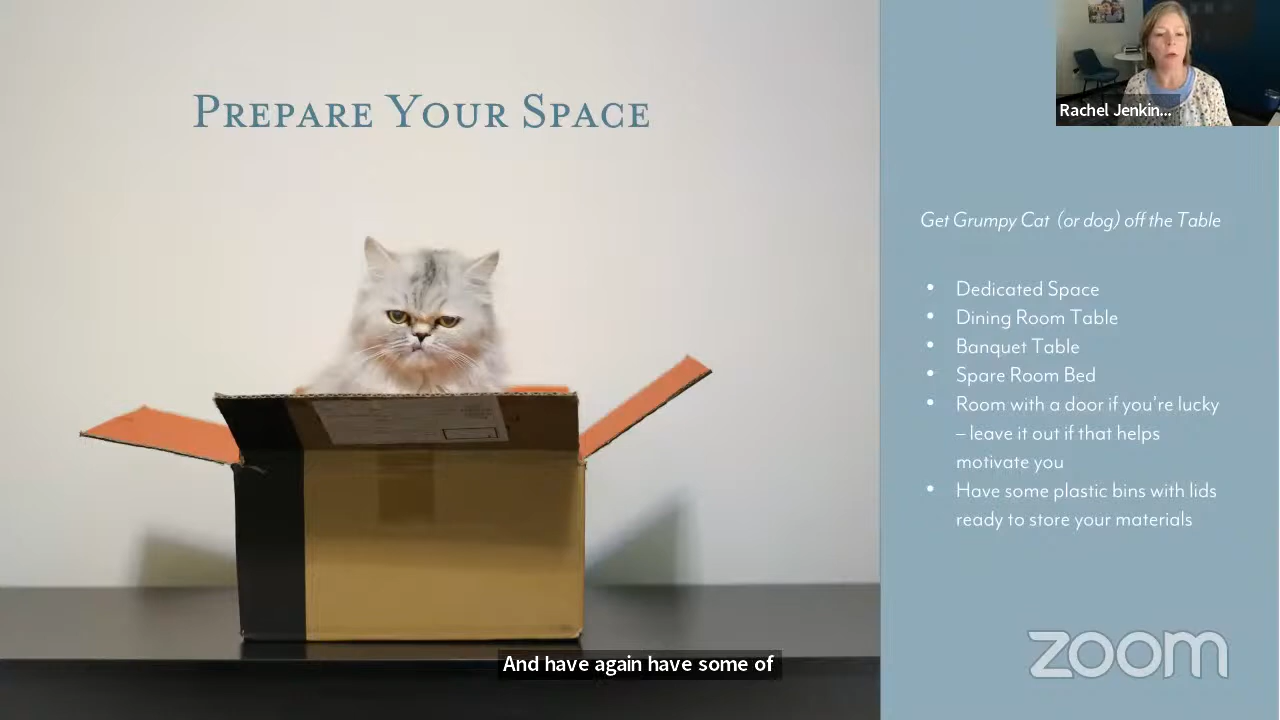 Prepare Your Space
Rachel Jenkin...
Get Grumpy Cat (or dog) off the Table
• Dedicated Space
• Dining Room Table
• Banquet Table
• Spare Room Bed
• Room with a door if you're lucky
– leave it out if that helps
motivate you
• Have some plastic bins with lids
ready to store your materials
zoom
And have again have some of